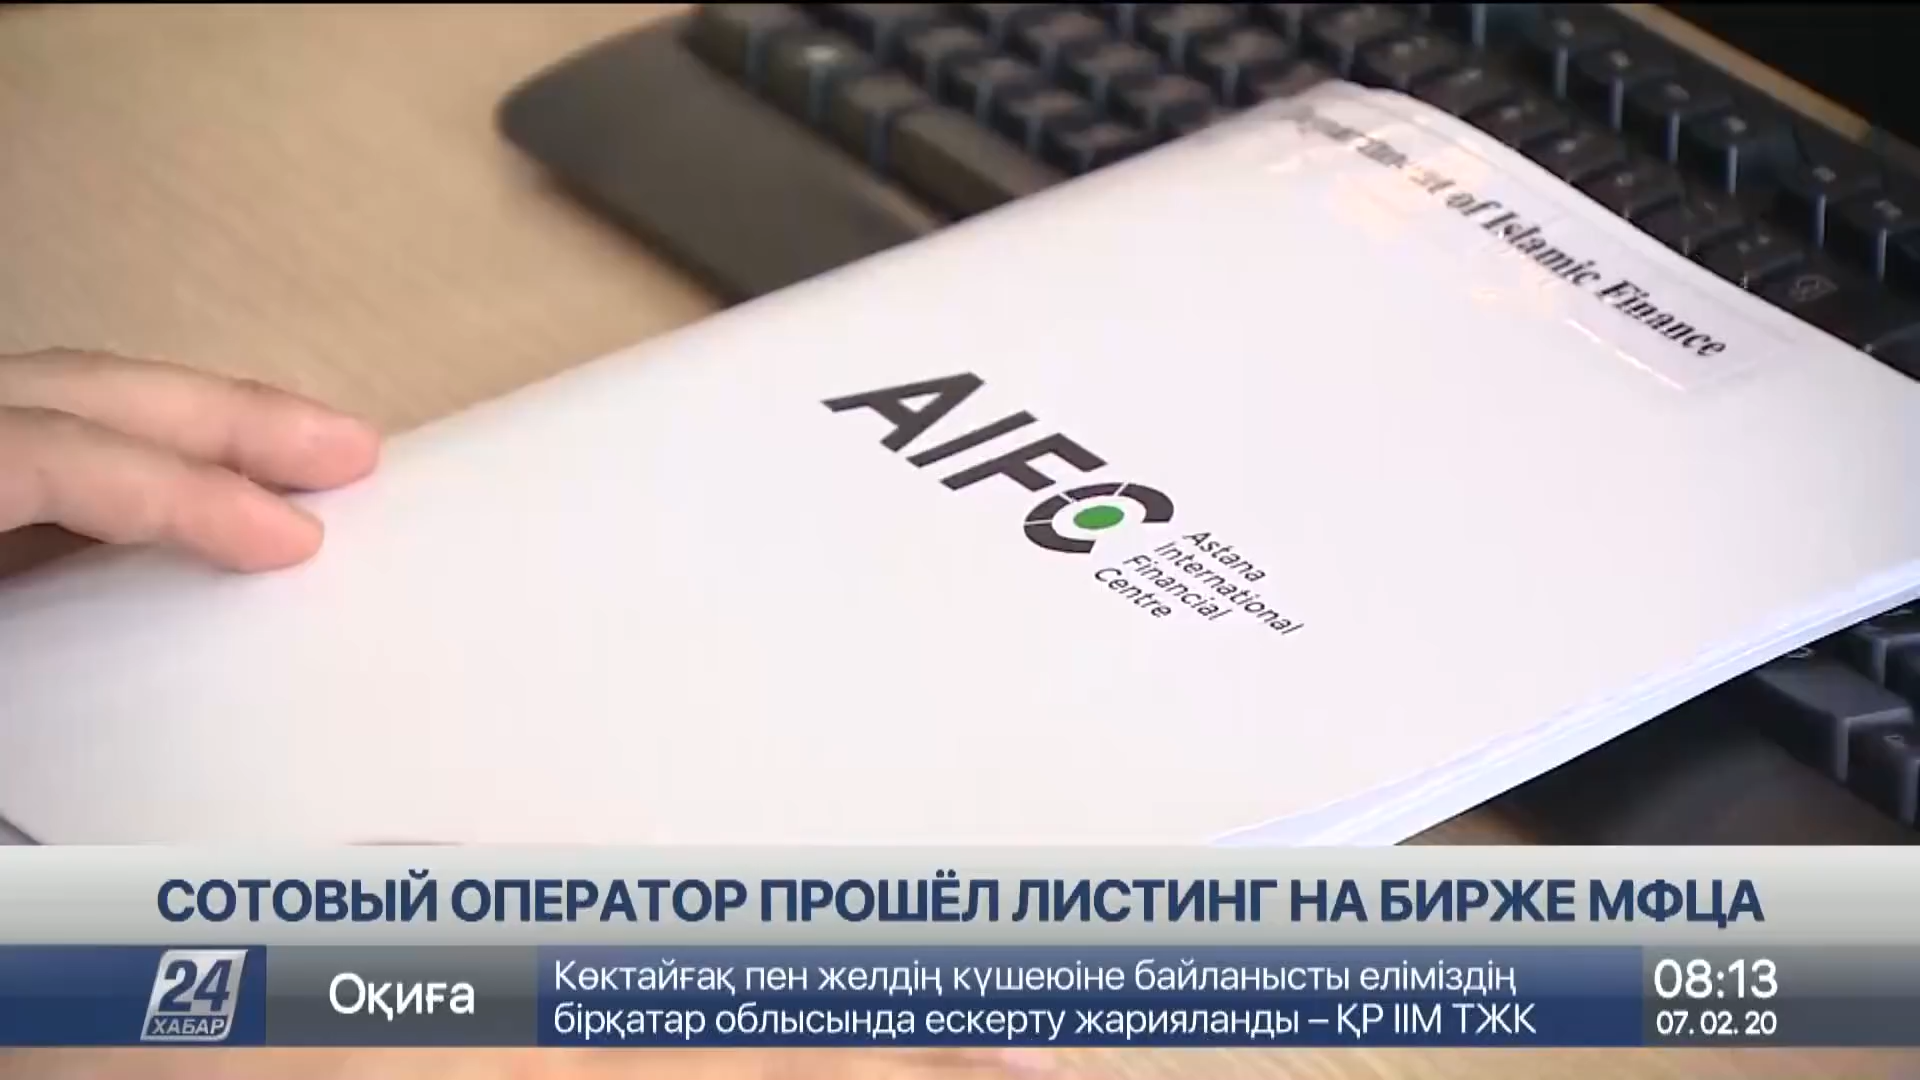 Department of Islamic Finance
AIFC
Astana
International
Financial
Centre
СОТОВЫЙ ОПЕРАТОР ПРОШЁЛ ЛИСТИНГ НА БИРЖЕ МФЦА
24
ХАБАР
Оқиға
Көктайғақ пен желдің күшеюіне байланысты еліміздің
бірқатар облысында ескерту жарияланды – ҚР ІІМ ТЖК
08:13
07. 02. 20